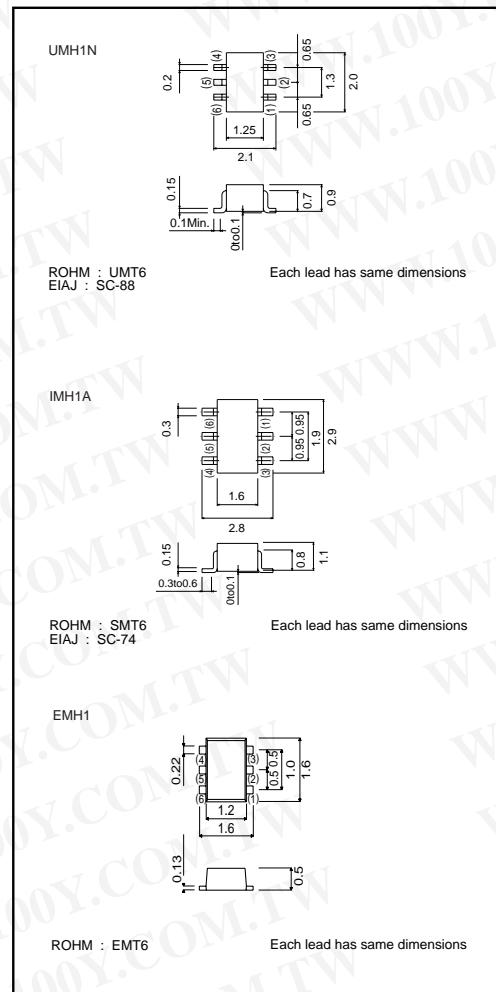 UMH1N
(4) (3)
0.65
0.2
(5) (2)
1.3
2.0
(6) (1)
0.65
1.25
2.1
0.15
0.7
0.9
0.1Min.
0to0.1
ROHM : UMT6 Each lead has same dimensions
EIAJ : SC-88
IMH1A
0.3
(6) (1)
0.95 0.95
(5) (2)
1.9
2.9
(4) (3)
1.6
2.8
0.15
0.8
1.1
0.3to0.6
0to0.1
ROHM : SMT6 Each lead has same dimensions
EIAJ : SC-74
EMH1
0.22
(4) (3)
0.5 0.5
(5) (2)
1.0
1.6
(6) (1)
1.2
1.6
0.13
0.5
ROHM : EMT6 Each lead has same dimensions
WWW.100Y.COM.TW